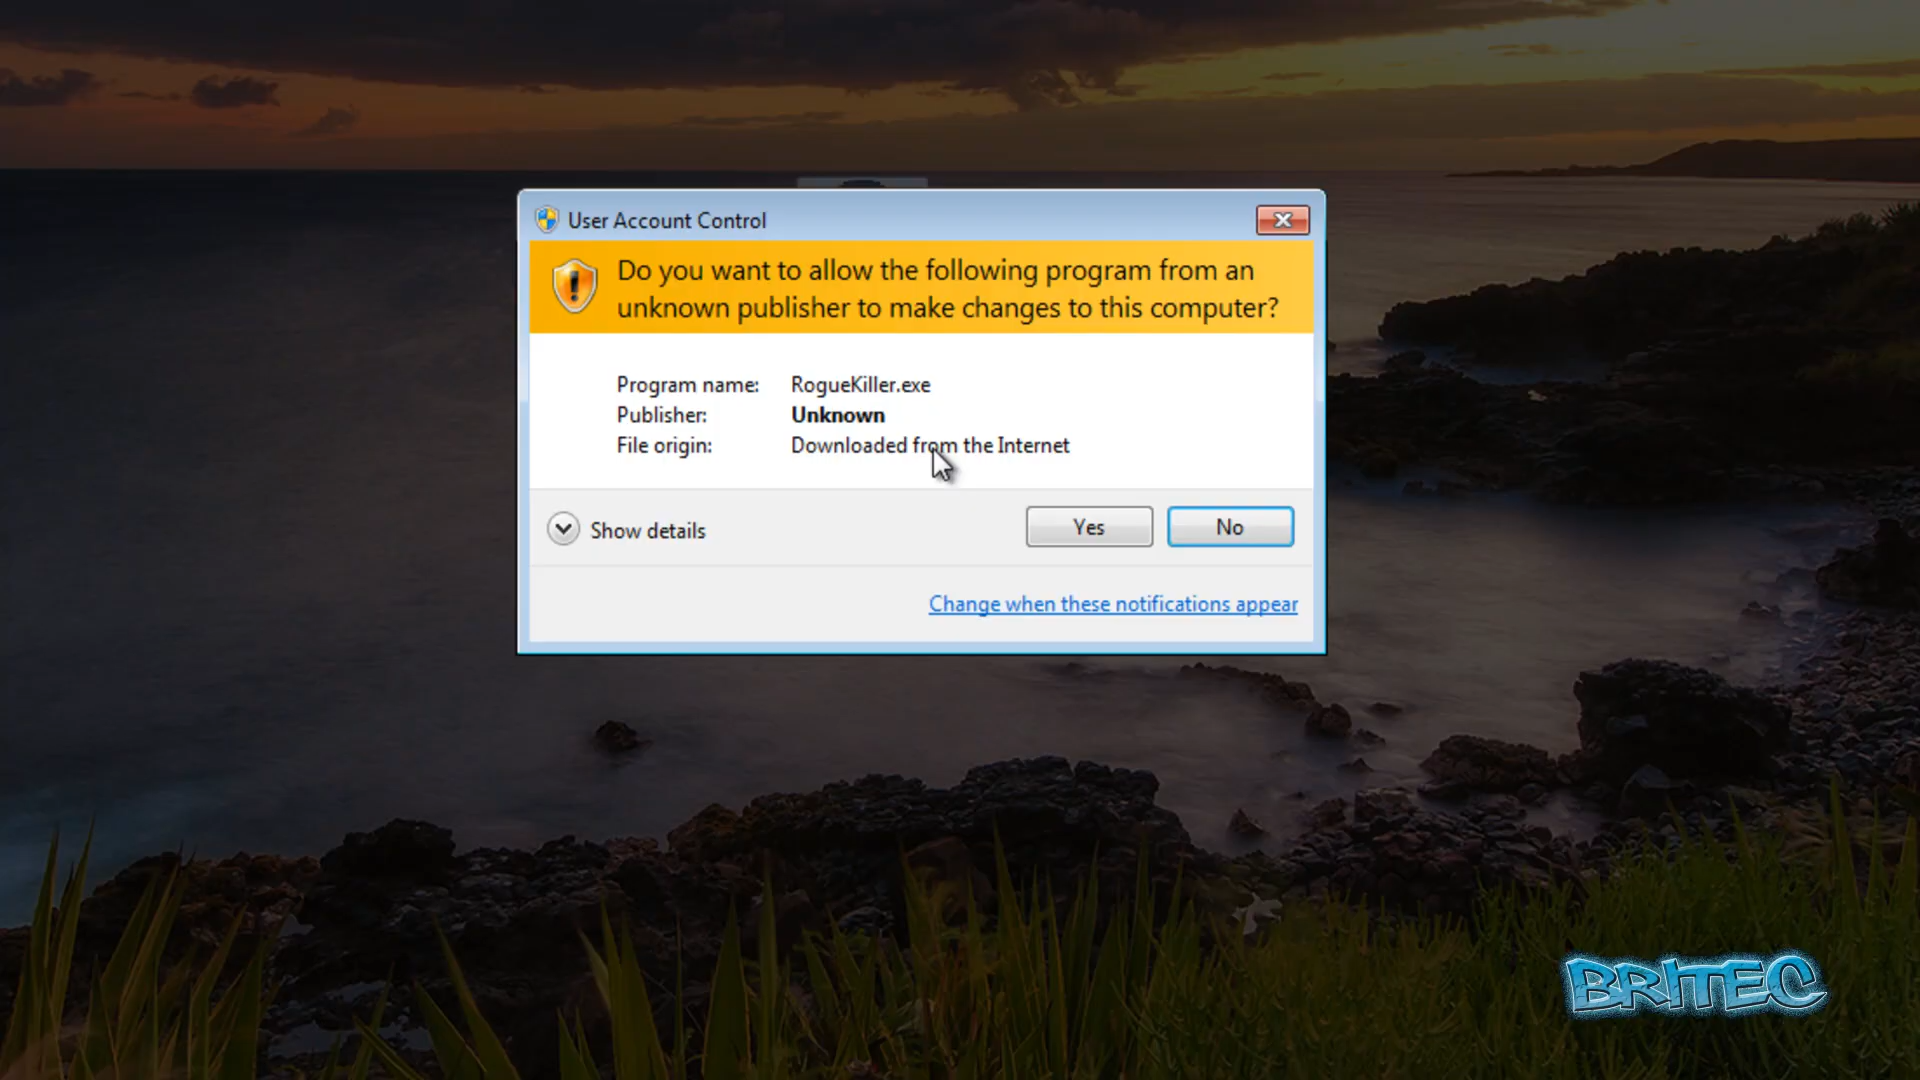 User Account Control
Do you want to allow the following program from an
unknown publisher to make changes to this computer?
Program name: RogueKiller.exe
Publisher: Unknown
File origin: Downloaded from the Internet
Show details
Yes
No
Change when these notifications appear
BRITEC